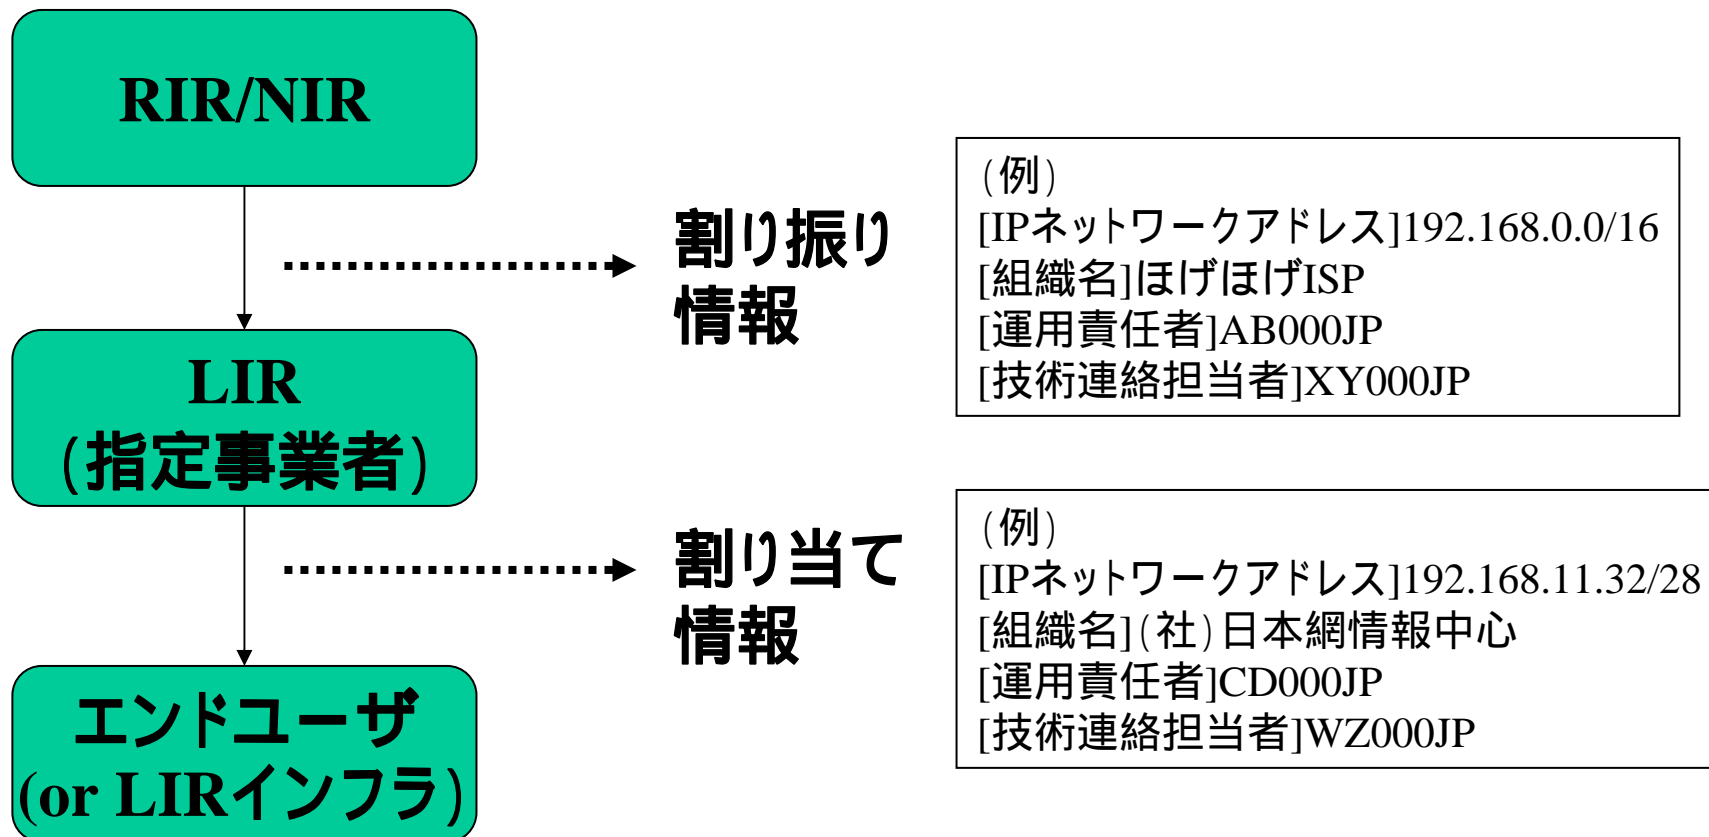 RIR/NIR
割り振り
情報
(例)
[IPネットワークアドレス]192.168.0.0/16
[組織名]ほげほげISP
[運用責任者]AB000JP
[技術連絡担当者]XY000JP
LIR
(指定事業者)
割り当て
情報
(例)
[IPネットワークアドレス]192.168.11.32/28
[組織名](社)日本網情報中心
[運用責任者]CD000JP
[技術連絡担当者]WZ000JP
エンドユーザ
(or LIRインフラ)